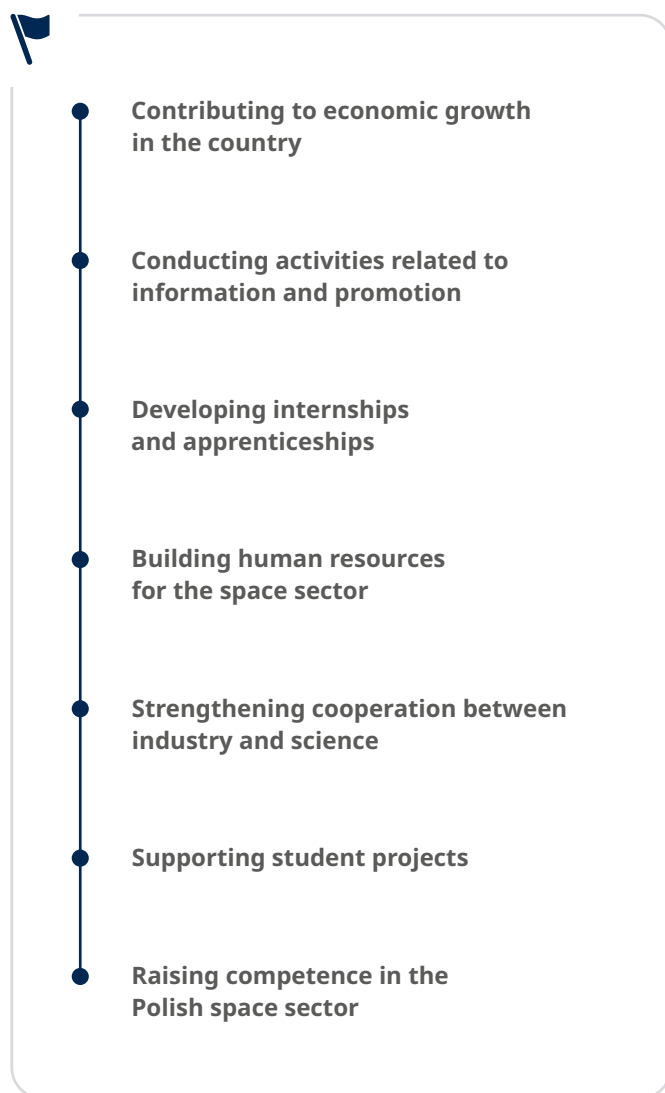 Contributing to economic growth
in the country
Conducting activities related to
information and promotion
Developing internships
and apprenticeships
Building human resources
for the space sector
Strengthening cooperation between
industry and science
Supporting student projects
Raising competence in the
Polish space sector